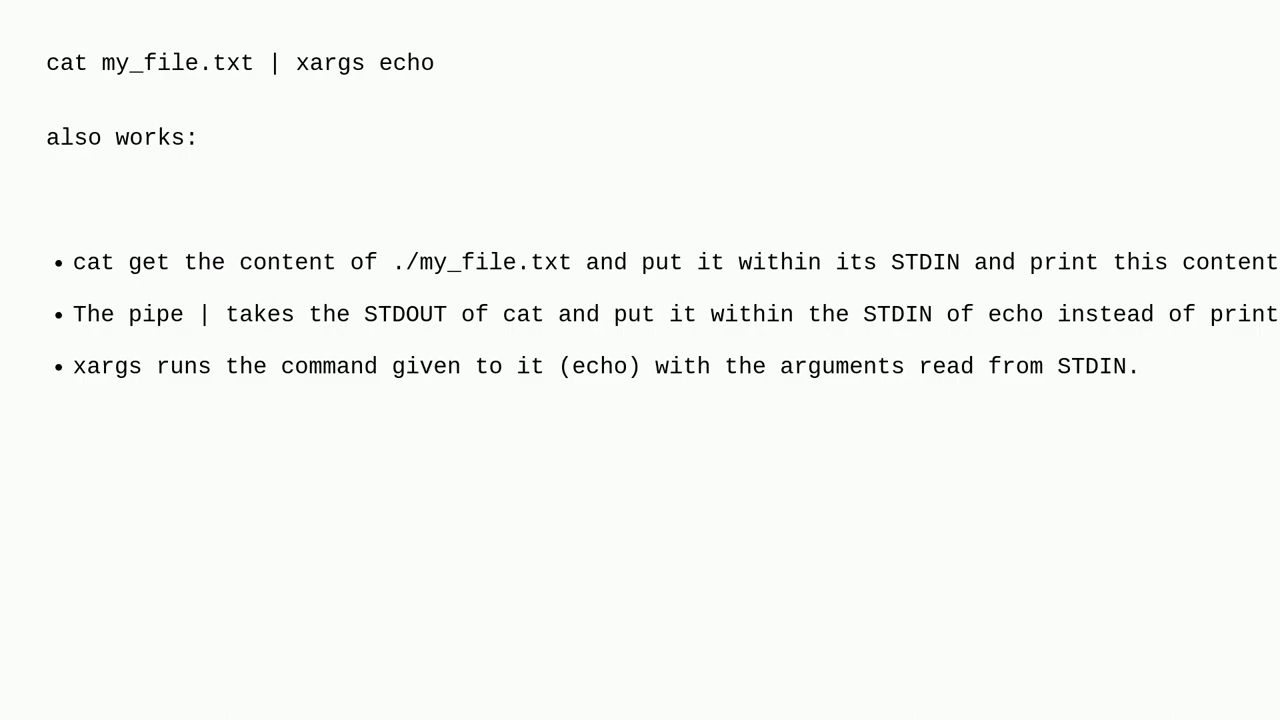 cat my_file.txt | xargs echo
also works:
• cat get the content of ./my_file.txt and put it within its STDIN and print this content
• The pipe | takes the STDOUT of cat and put it within the STDIN of echo instead of print
• xargs runs the command given to it (echo) with the arguments read from STDIN.